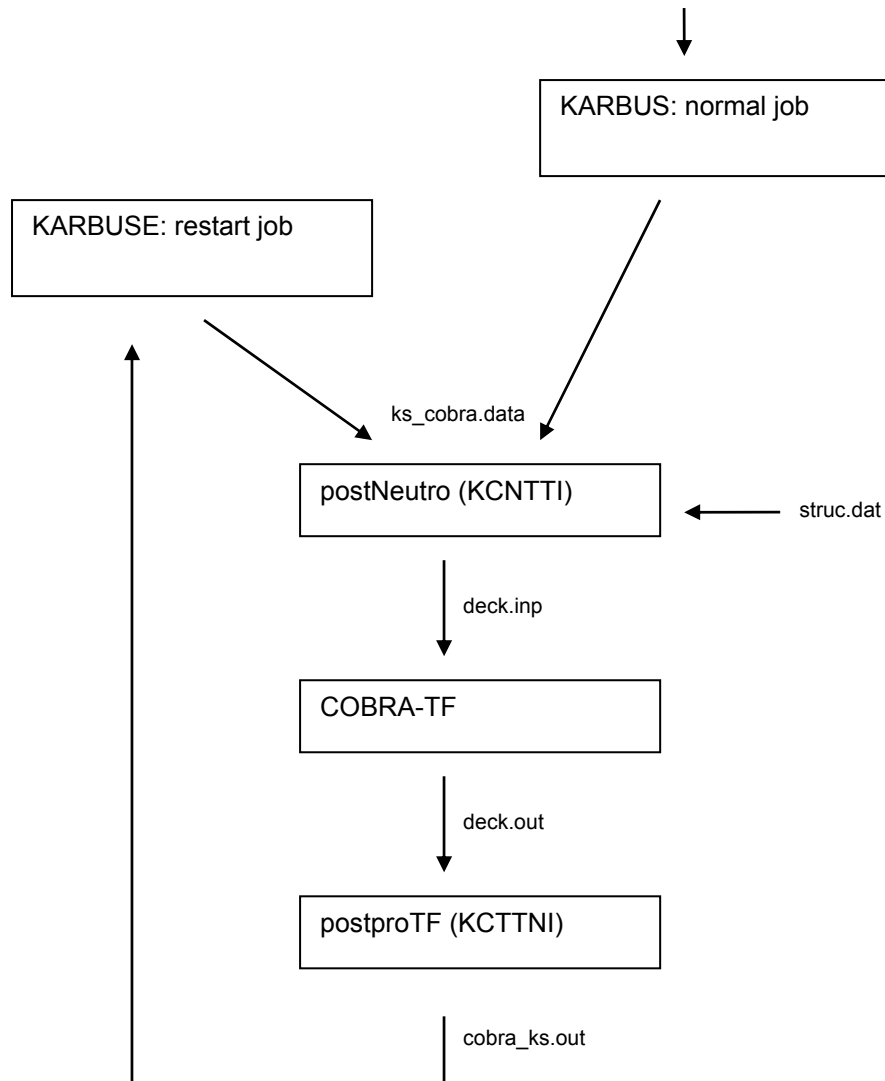 KARBUS: normal job
KARBUSE: restart job
ks_cobra.data
postNeutro (KCNTTI)
struc.dat
deck.inp
COBRA-TF
deck.out
postproTF (KCTTNI)
cobra_ks.out